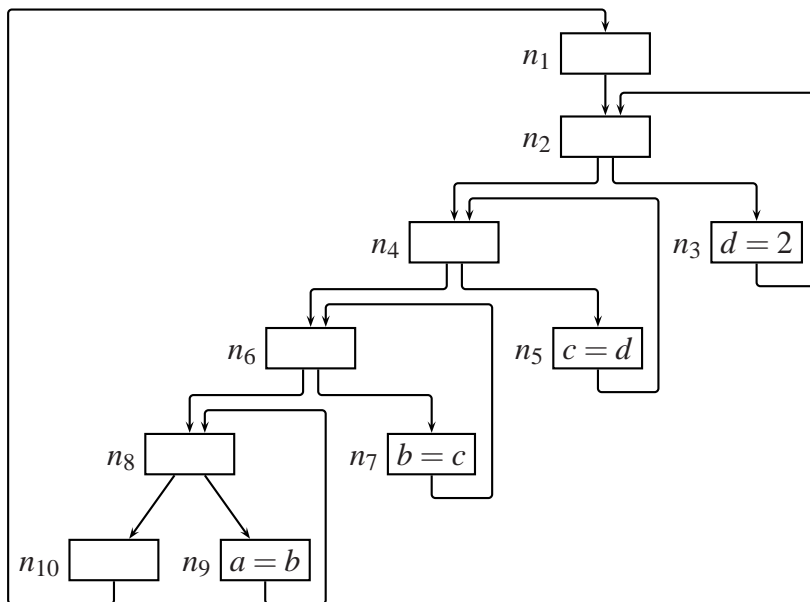 n1
n2
n4
n3
d = 2
n6
n5
c = d
n8
n7
b = c
n10
n9
a = b